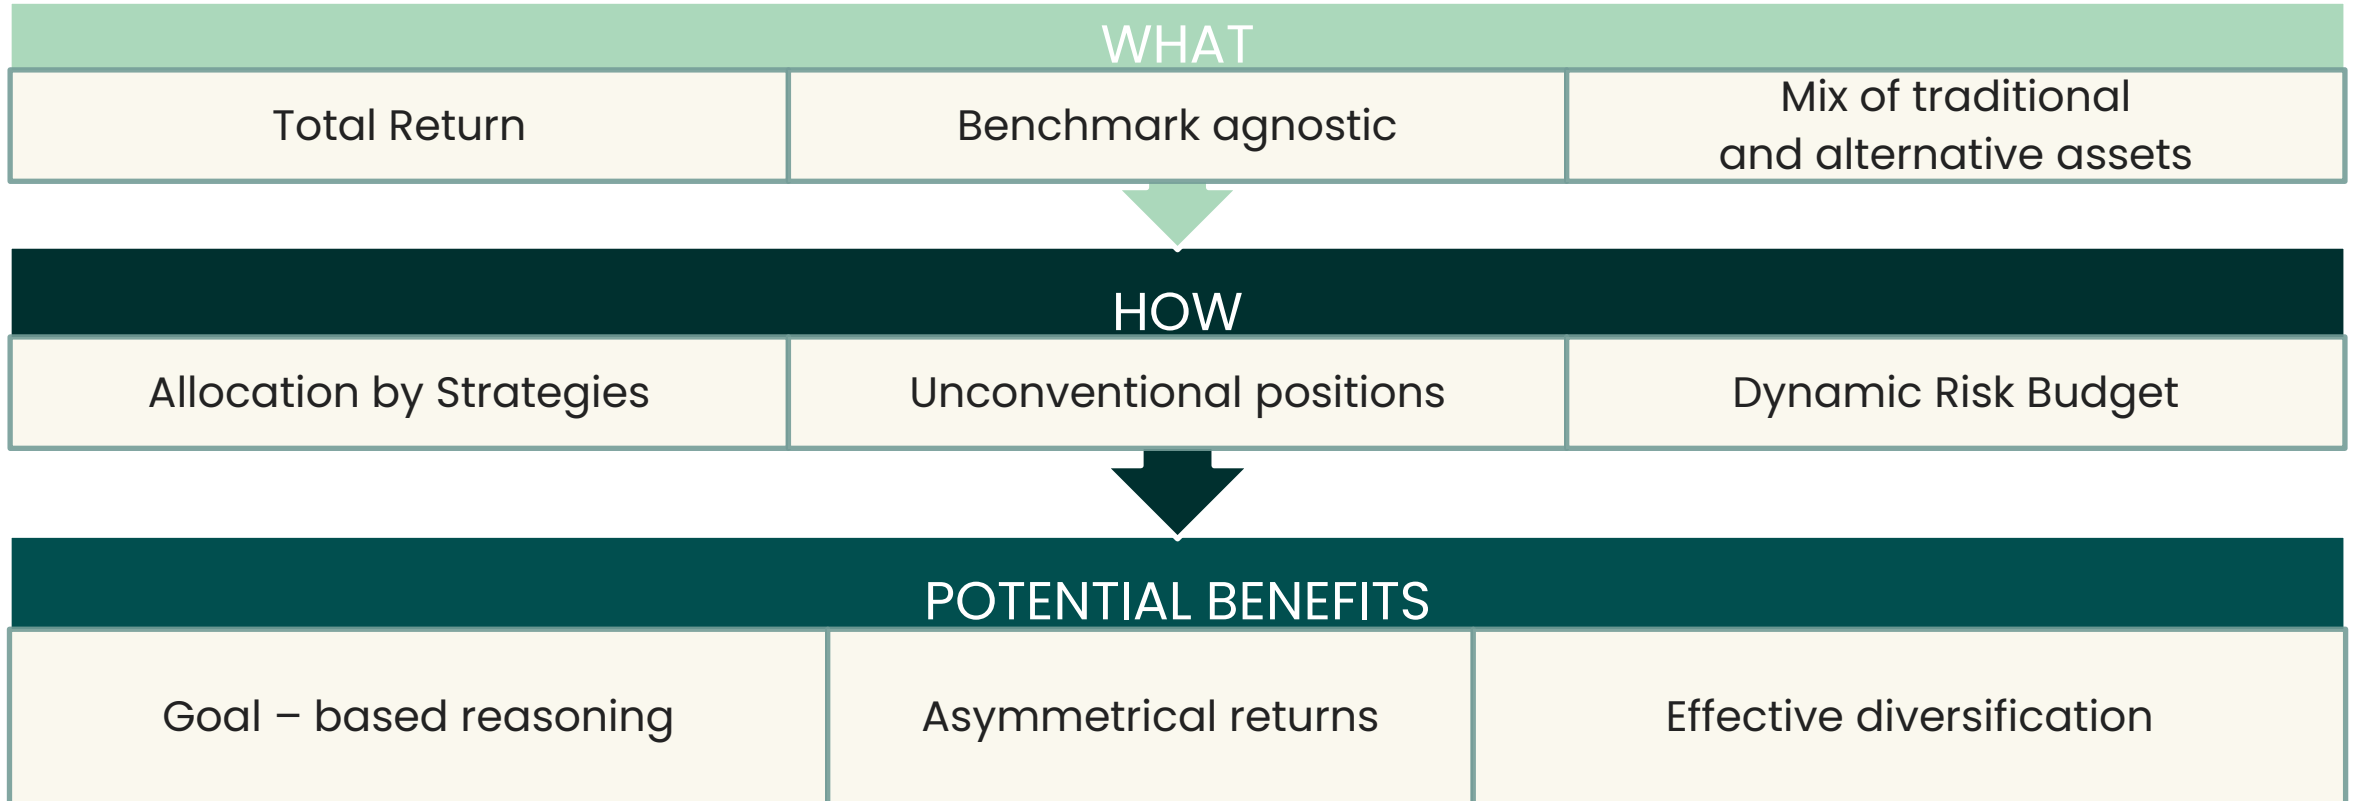 WHAT
Total Return
Benchmark agnostic
Mix of traditional
and alternative assets
HOW
Allocation by Strategies
Unconventional positions
Dynamic Risk Budget
POTENTIAL BENEFITS
Goal – based reasoning
Asymmetrical returns
Effective diversification